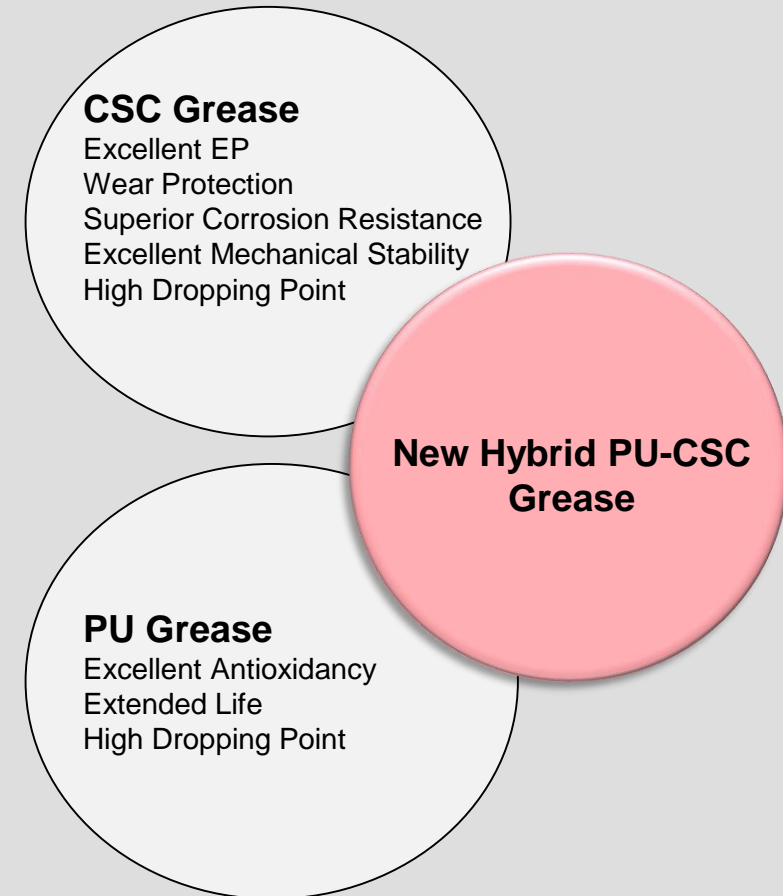 CSC Grease
Excellent EP
Wear Protection
Superior Corrosion Resistance
Excellent Mechanical Stability
High Dropping Point
New Hybrid PU-CSC
Grease
PU Grease
Excellent Antioxidancy
Extended Life
High Dropping Point